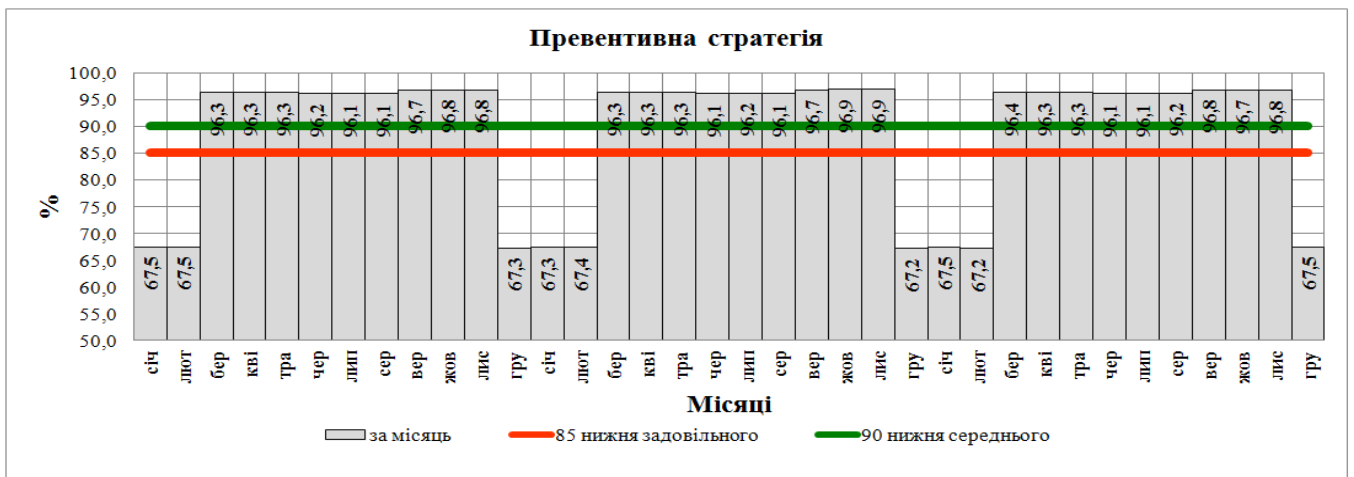 Превентивна стратегія
100,0
95,0
90,0
85,0
80,0
75,0
70,0
65,0
60,0
55,0
50,0
%
67,5 67,5 96,3 96,3 96,3 96,2 96,1 96,1 96,7 96,8 96,8 67,3 67,3 67,4 96,3 96,3 96,3 96,1 96,2 96,1 96,7 96,9 96,9 67,2 67,5 67,2 96,4 96,3 96,3 96,1 96,1 96,2 96,8 96,7 96,8 67,5
січ лют бер кві тра чер лип сер вер жов лис гру січ лют бер кві тра чер лип сер вер жов лис гру січ лют бер кві тра чер лип сер вер жов лис гру
Місяці
за місяць 85 нижня задовільного 90 нижня середнього